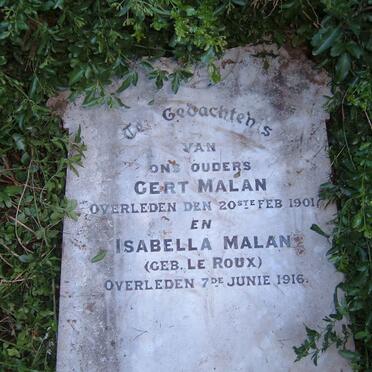 Ter Gedachtenis
VAN
ONS OUDERS
GERT MALAN
OVERLEDEN DEN 20STE FEB 1901
EN
ISABELLA MALAN
(GEB. LE ROUX)
OVERLEDEN 7DE JUNIE 1916.